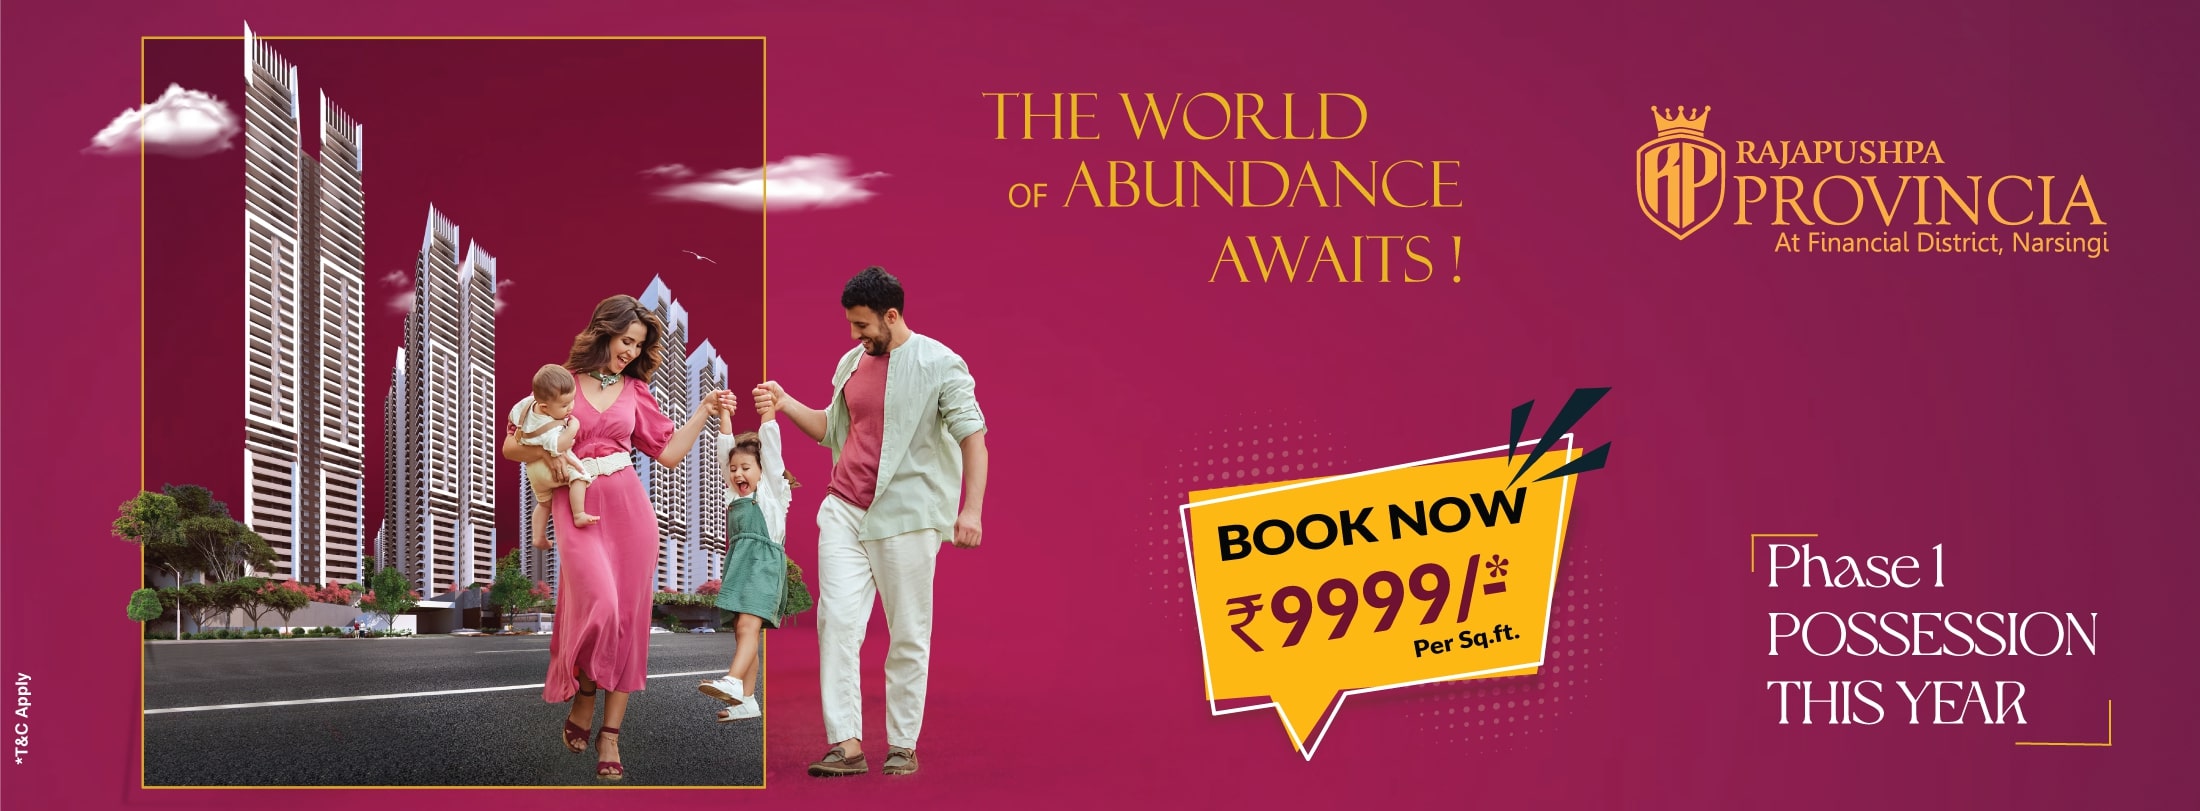 THE WORLD
OF ABUNDANCE
AWAITS !
RP
RAJAPUSHPA
PROVINCIA
At Financial District, Narsingi
BOOK NOW
₹9999/-*
Per Sq.ft.
Phase 1
POSSESSION
THIS YEAR
*T&C Apply